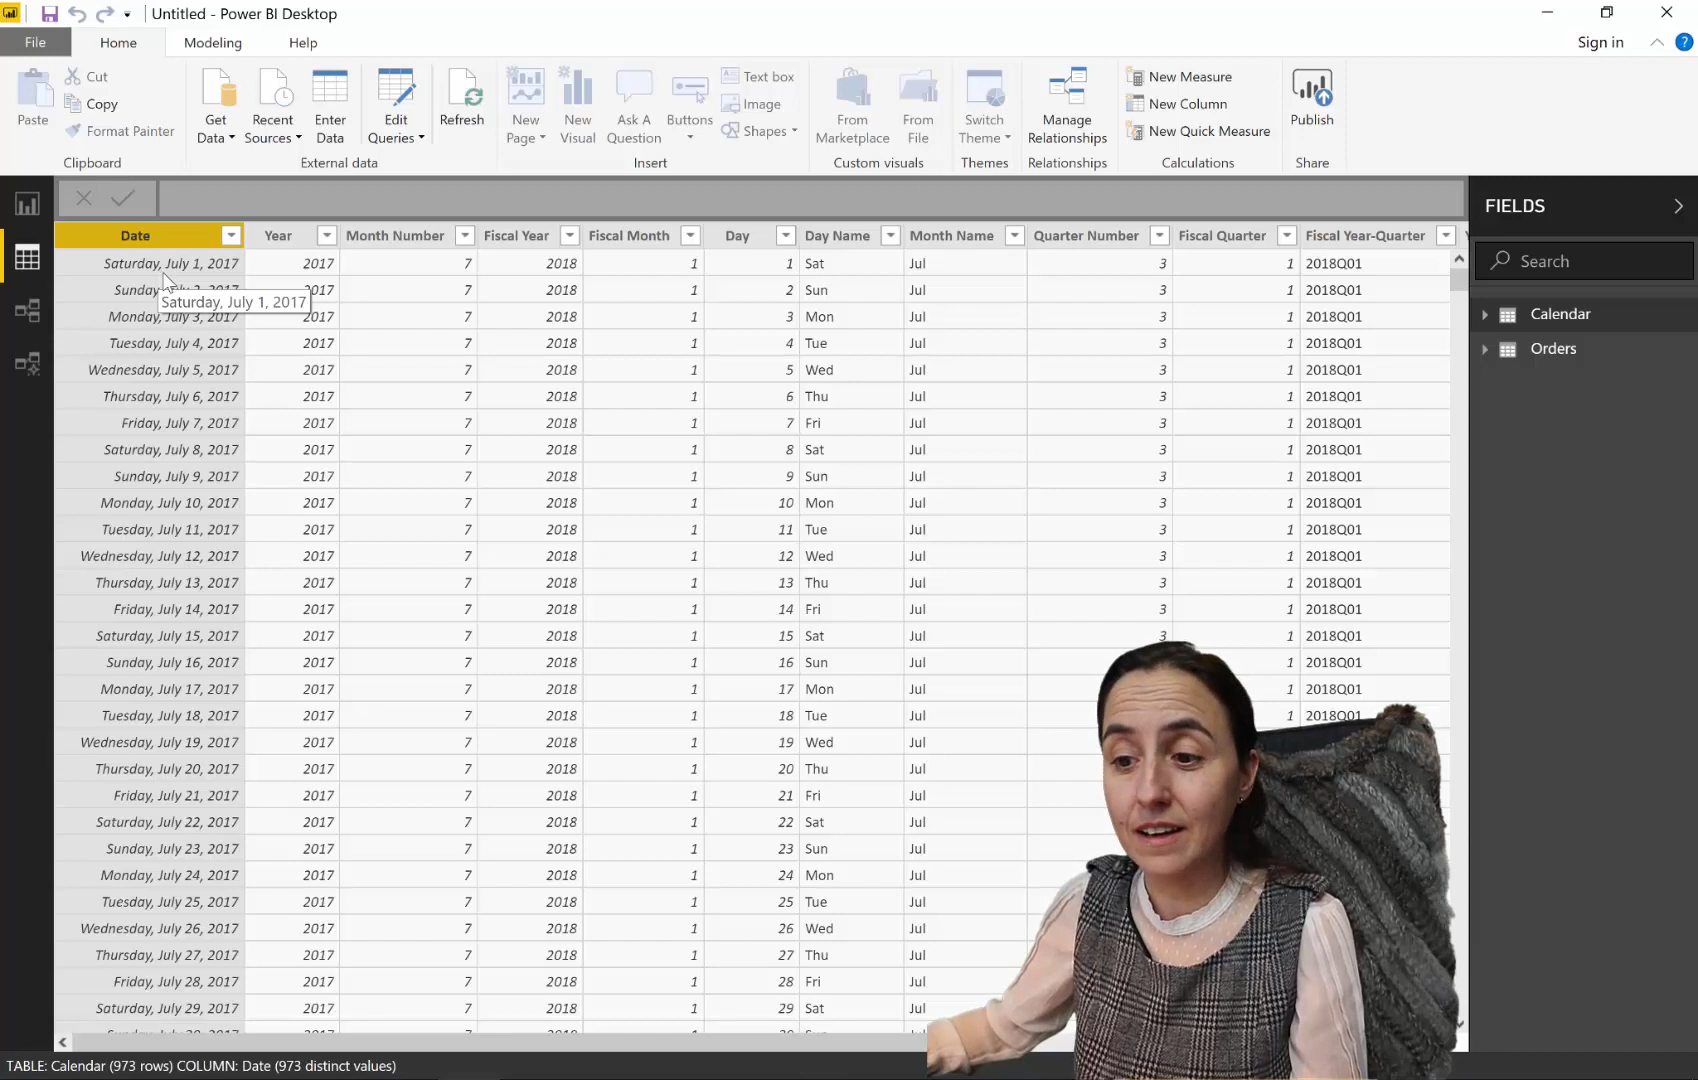 Untitled - Power BI Desktop
File Home Modeling Help Sign in
Paste
Cut
Copy
Format Painter
Clipboard
Get Data
Recent Sources
Enter Data
Edit Queries
Refresh
External data
New Page
New Visual
Ask A Question
Buttons
Text box
Image
Shapes
Insert
From Marketplace
From File
Custom visuals
Switch Theme
Themes
Manage Relationships
Relationships
New Measure
New Column
New Quick Measure
Calculations
Publish
Share
Date Year Month Number Fiscal Year Fiscal Month Day Day Name Month Name Quarter Number Fiscal Quarter Fiscal Year-Quarter
Saturday, July 1, 2017 2017 7 2018 1 1 Sat Jul 3 1 2018Q01
Sunday 2017 7 2018 1 2 Sun Jul 3 1 2018Q01
Saturday, July 1, 2017
Monday, July 3, 2017 2017 7 2018 1 3 Mon Jul 3 1 2018Q01
Tuesday, July 4, 2017 2017 7 2018 1 4 Tue Jul 3 1 2018Q01
Wednesday, July 5, 2017 2017 7 2018 1 5 Wed Jul 3 1 2018Q01
Thursday, July 6, 2017 2017 7 2018 1 6 Thu Jul 3 1 2018Q01
Friday, July 7, 2017 2017 7 2018 1 7 Fri Jul 3 1 2018Q01
Saturday, July 8, 2017 2017 7 2018 1 8 Sat Jul 3 1 2018Q01
Sunday, July 9, 2017 2017 7 2018 1 9 Sun Jul 3 1 2018Q01
Monday, July 10, 2017 2017 7 2018 1 10 Mon Jul 3 1 2018Q01
Tuesday, July 11, 2017 2017 7 2018 1 11 Tue Jul 3 1 2018Q01
Wednesday, July 12, 2017 2017 7 2018 1 12 Wed Jul 3 1 2018Q01
Thursday, July 13, 2017 2017 7 2018 1 13 Thu Jul 3 1 2018Q01
Friday, July 14, 2017 2017 7 2018 1 14 Fri Jul 3 1 2018Q01
Saturday, July 15, 2017 2017 7 2018 1 15 Sat Jul 3 1 2018Q01
Sunday, July 16, 2017 2017 7 2018 1 16 Sun Jul 1 2018Q01
Monday, July 17, 2017 2017 7 2018 1 17 Mon Jul 1 2018Q01
Tuesday, July 18, 2017 2017 7 2018 1 18 Tue Jul 1 2018Q01
Wednesday, July 19, 2017 2017 7 2018 1 19 Wed Jul
Thursday, July 20, 2017 2017 7 2018 1 20 Thu Jul
Friday, July 21, 2017 2017 7 2018 1 21 Fri Jul
Saturday, July 22, 2017 2017 7 2018 1 22 Sat Jul
Sunday, July 23, 2017 2017 7 2018 1 23 Sun Jul
Monday, July 24, 2017 2017 7 2018 1 24 Mon Jul
Tuesday, July 25, 2017 2017 7 2018 1 25 Tue Jul
Wednesday, July 26, 2017 2017 7 2018 1 26 Wed Jul
Thursday, July 27, 2017 2017 7 2018 1 27 Thu Jul
Friday, July 28, 2017 2017 7 2018 1 28 Fri Jul
Saturday, July 29, 2017 2017 7 2018 1 29 Sat Jul
FIELDS
Search
Calendar
Orders
TABLE: Calendar (973 rows) COLUMN: Date (973 distinct values)